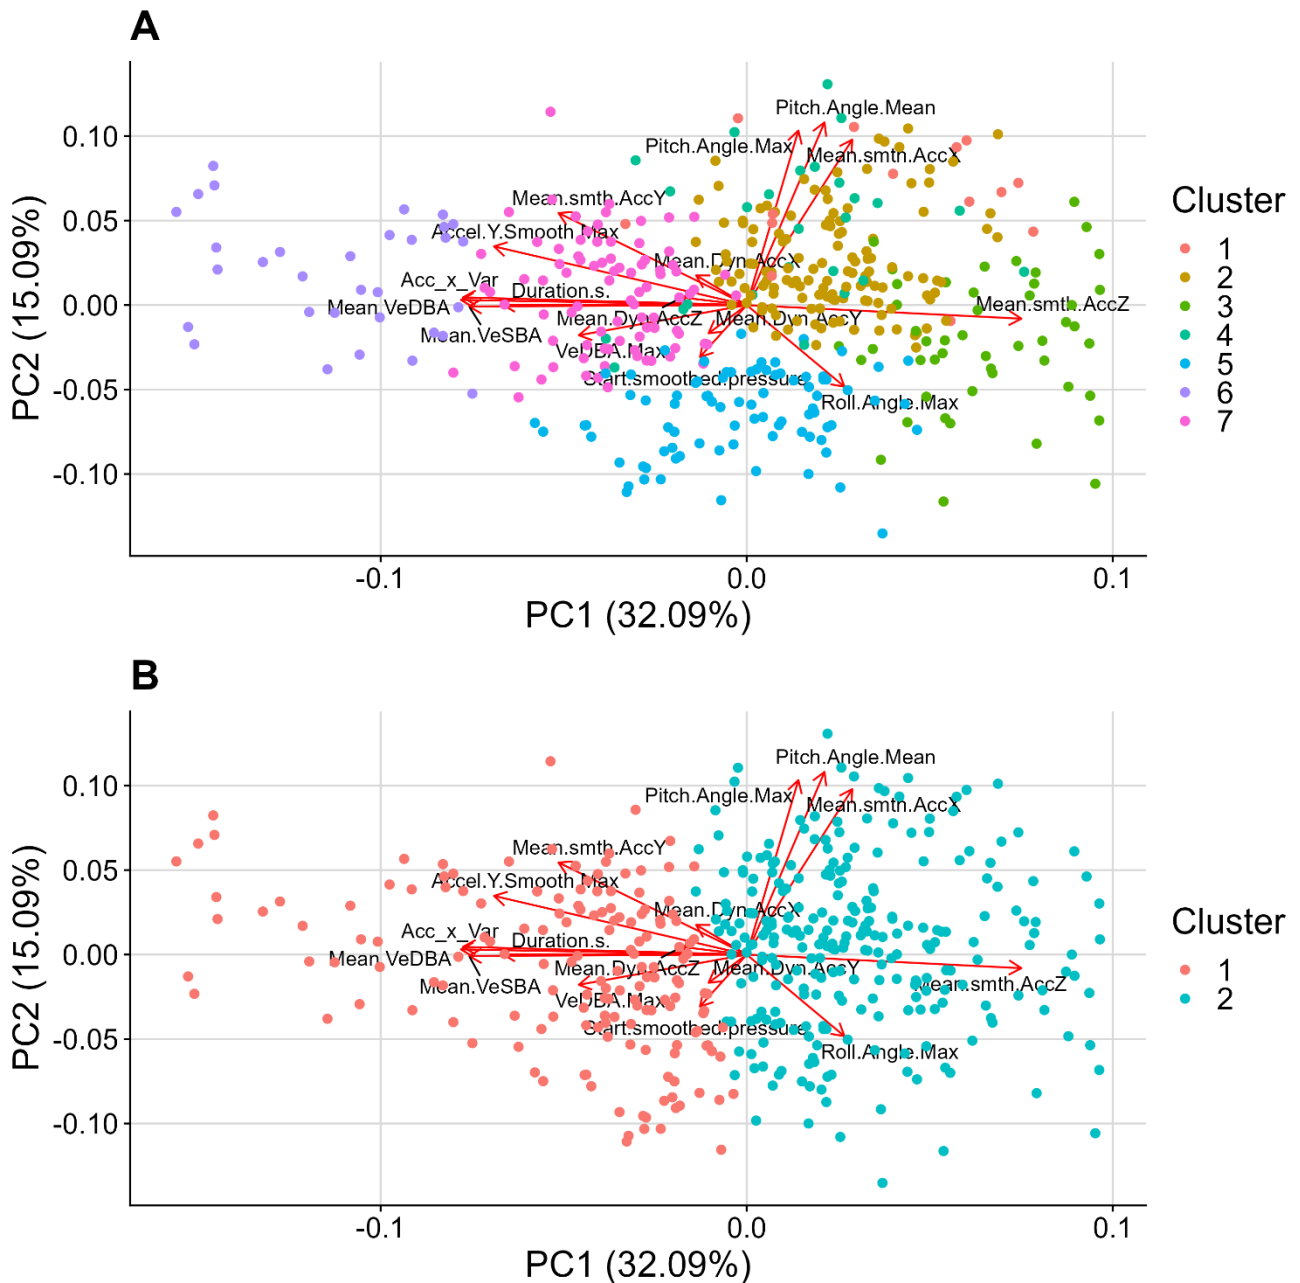 A
Pitch.Angle.Mean
Pitch.Angle.Max
Mean.smtn.AccX
Mean.smth.AccY
Accel.Y.Smooth.Max
Mean.Dyn.AccX
Acc_x_Var
Duration.s.
Mean.VeDBA
Mean.Dyn.AccZ
Mean.Dyn.AccY
Mean.smth.AccZ
Mean.VeSBA
VeDBA.Max
Start.smoothed.pressure
Roll.Angle.Max
0.10
0.05
0.00
-0.05
-0.10
PC2 (15.09%)
-0.1
0.0
0.1
PC1 (32.09%)
Cluster
1
2
3
4
5
6
7
B
Pitch.Angle.Mean
Pitch.Angle.Max
Mean.smtn.AccX
Mean.smth.AccY
Accel.Y.Smooth.Max
Mean.Dyn.AccX
Acc_x_Var
Duration.s.
Mean.VeDBA
Mean.Dyn.AccZ
Mean.Dyn.AccY
Mean.smth.AccZ
Mean.VeSBA
VeDBA.Max
Start.smoothed.pressure
Roll.Angle.Max
0.10
0.05
0.00
-0.05
-0.10
PC2 (15.09%)
-0.1
0.0
0.1
PC1 (32.09%)
Cluster
1
2